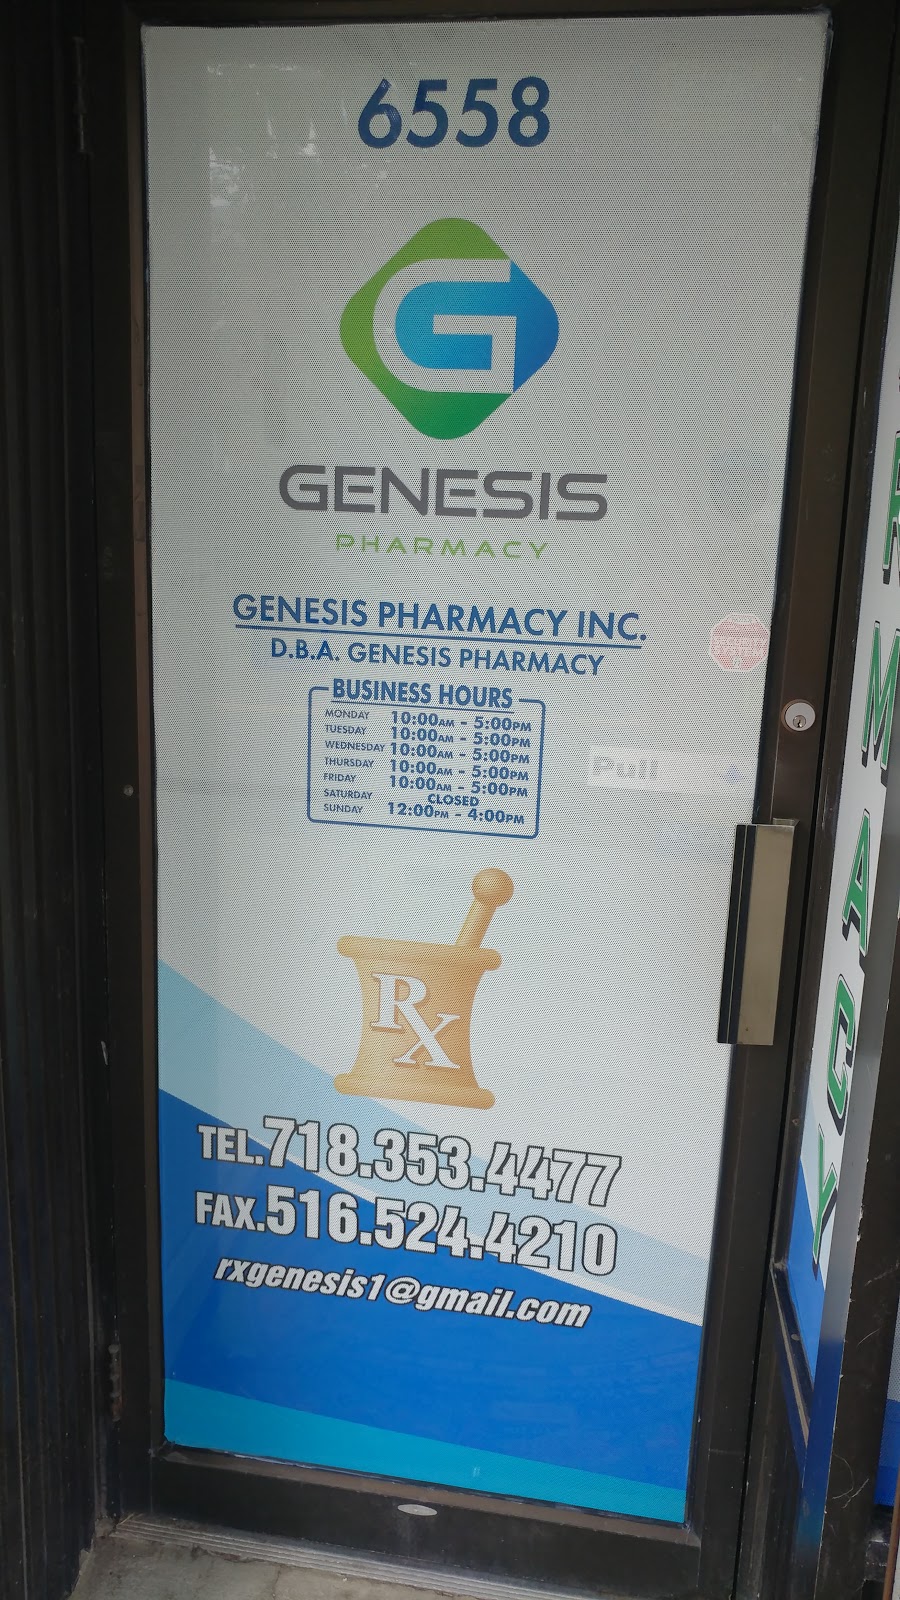 6558
G
GENESIS
PHARMACY
GENESIS PHARMACY INC.
D.B.A. GENESIS PHARMACY
BUSINESS HOURS
MONDAY 10:00AM - 5:00PM
TUESDAY 10:00AM - 5:00PM
WEDNESDAY 10:00AM - 5:00PM
THURSDAY 10:00AM - 5:00PM
FRIDAY 10:00AM - 5:00PM
SATURDAY CLOSED
SUNDAY 12:00PM - 4:00PM
Pull
RX
TEL.718.353.4477
FAX.516.524.4210
rxgenesis1@gmail.com
RMACY